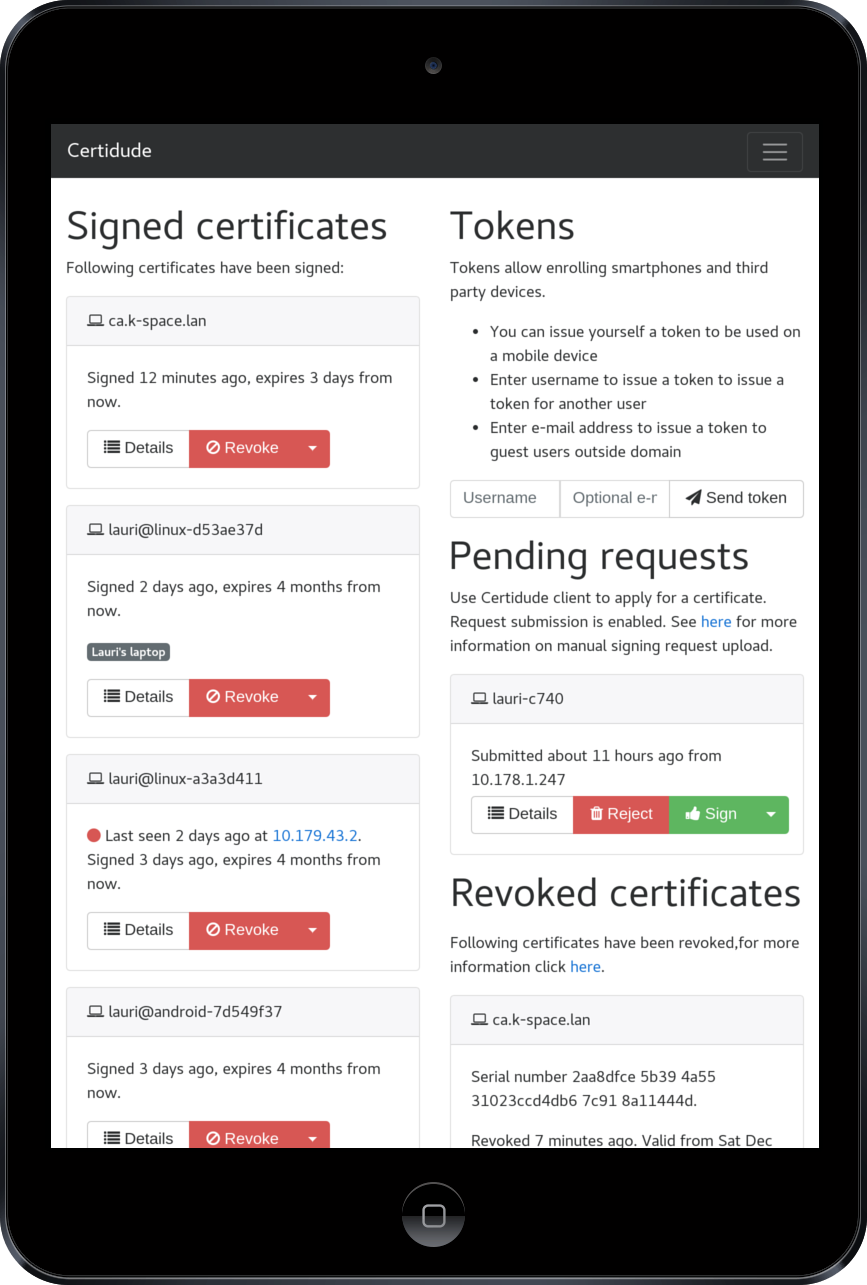 Certidude
Signed certificates
Following certificates have been signed:
ca.k-space.lan
Signed 12 minutes ago, expires 3 days from
now.
Details Revoke
lauri@linux-d53ae37d
Signed 2 days ago, expires 4 months from
now.
Lauri's laptop
Details Revoke
lauri@linux-a3a3d411
Last seen 2 days ago at 10.179.43.2.
Signed 3 days ago, expires 4 months from
now.
Details Revoke
lauri@android-7d549f37
Signed 3 days ago, expires 4 months from
now.
Details Revoke
Tokens
Tokens allow enrolling smartphones and third
party devices.
• You can issue yourself a token to be used on
a mobile device
• Enter username to issue a token to issue a
token for another user
• Enter e-mail address to issue a token to
guest users outside domain
Username Optional e-r Send token
Pending requests
Use Certidude client to apply for a certificate.
Request submission is enabled. See here for more
information on manual signing request upload.
lauri-c740
Submitted about 11 hours ago from
10.178.1.247
Details Reject Sign
Revoked certificates
Following certificates have been revoked,for more
information click here.
ca.k-space.lan
Serial number 2aa8dfce 5b39 4a55
31023ccd4db6 7c91 8a11444d.
Revoked 7 minutes ago. Valid from Sat Dec